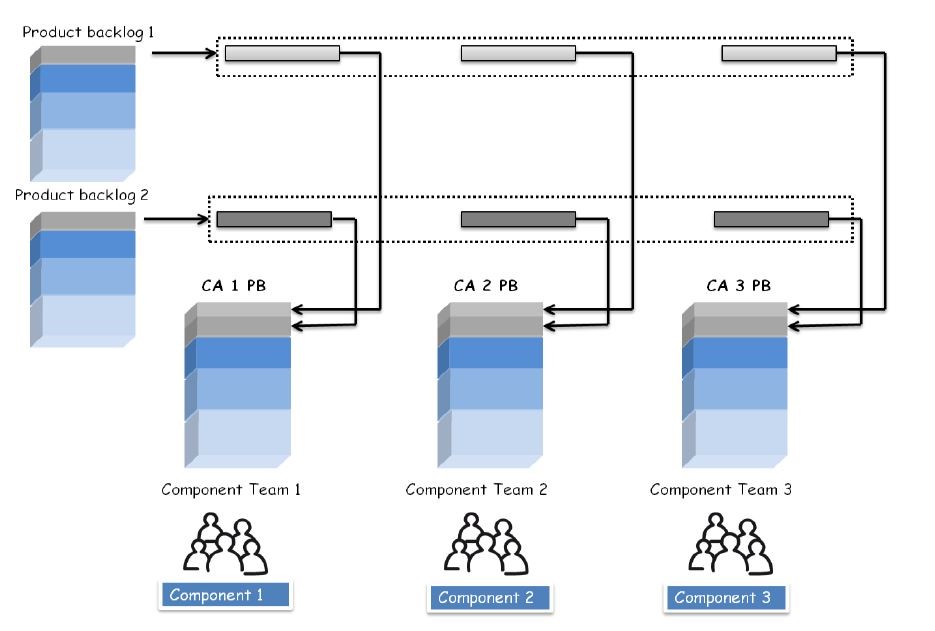 Product backlog 1
Product backlog 2
CA 1 PB
CA 2 PB
CA 3 PB
Component Team 1
Component Team 2
Component Team 3
Component 1
Component 2
Component 3